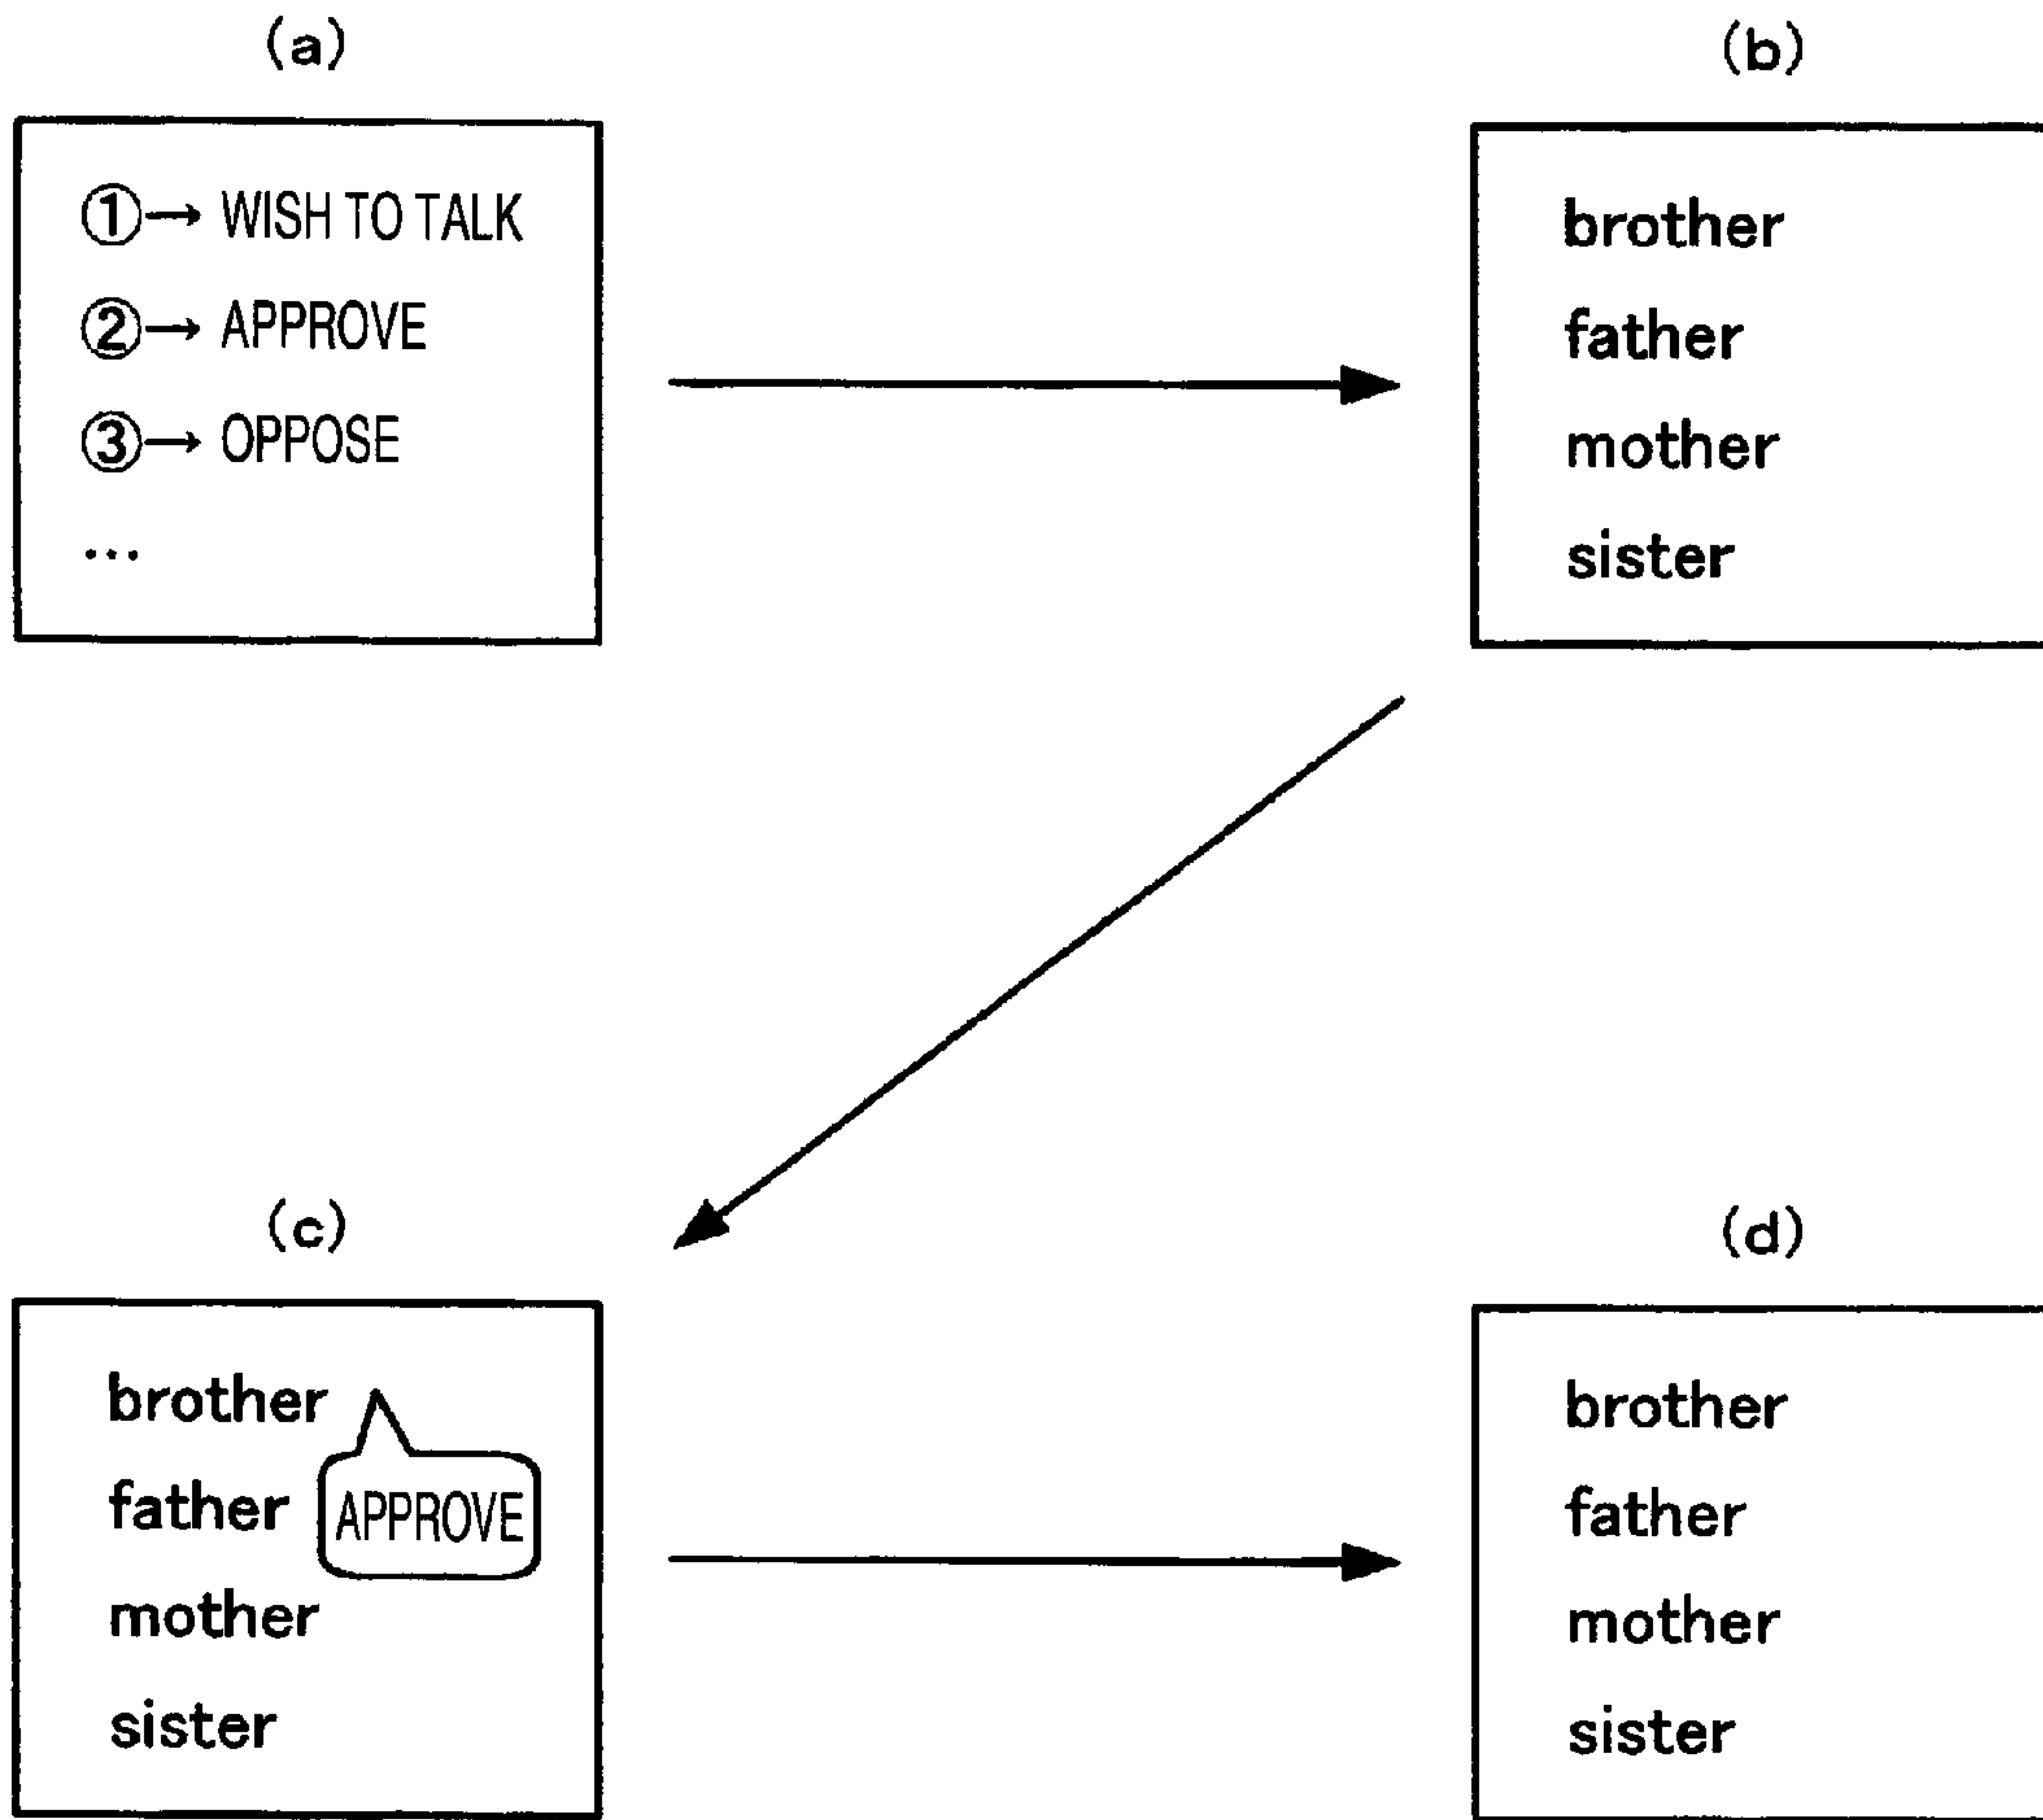 (a)
①→ WISH TO TALK
②→ APPROVE
③→ OPPOSE
...
(b)
brother
father
mother
sister
(c)
brother
father
APPROVE
mother
sister
(d)
brother
father
mother
sister